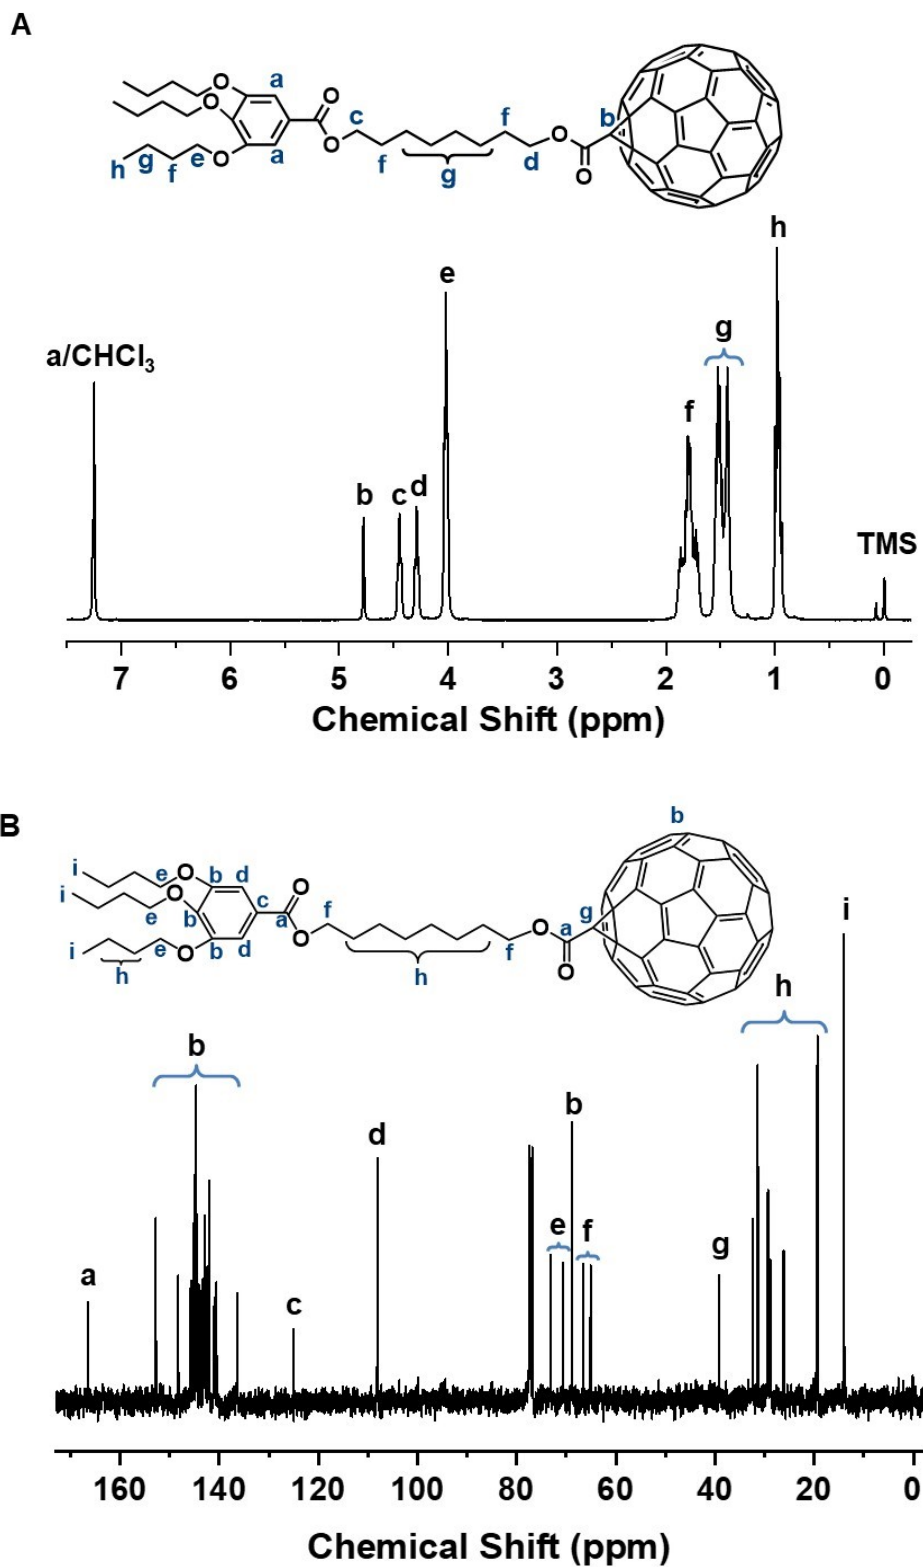 A
O a O
O c f b
O
O a O f d O
h g f e g
h
e
g
a/CHCl3
f
b c d
TMS
7 6 5 4 3 2 1 0
Chemical Shift (ppm)
B
b
i e O b d O
i O c f g
e b a O O a
i O b d f
h e h O
i
h
b
b
d
e f
g
a
c
160 140 120 100 80 60 40 20 0
Chemical Shift (ppm)